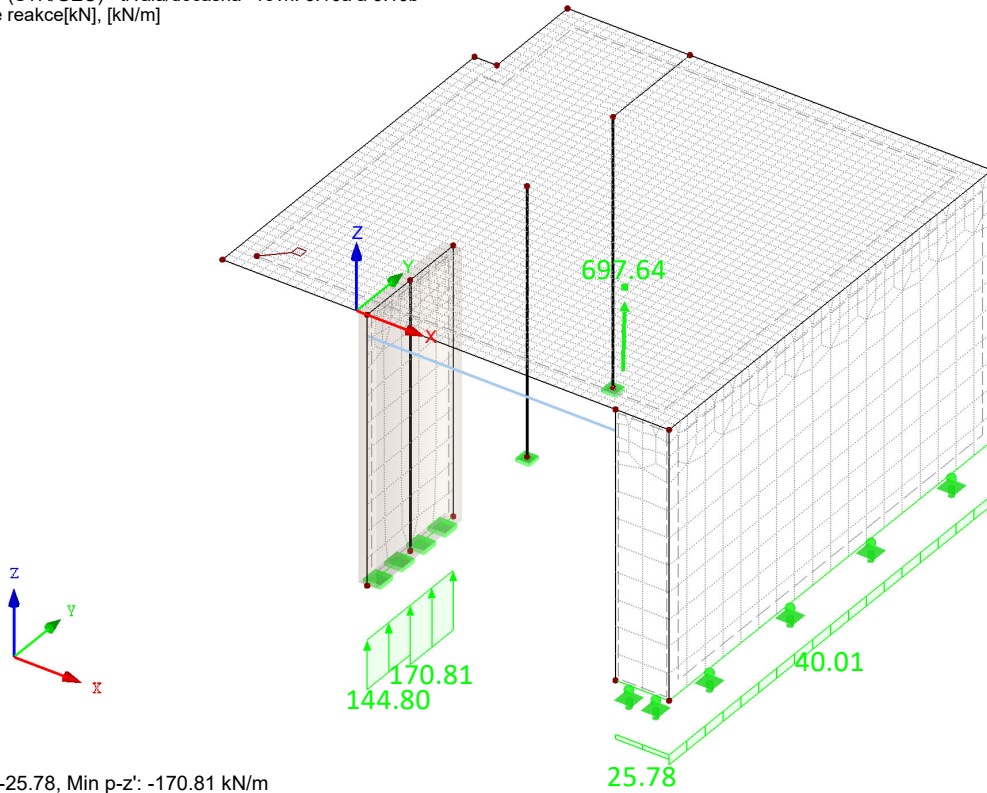 reakce[kN], [kN/m]
Z
Y
X
697.64
170.81
144.80
40.01
25.78
Z
Y
X
-25.78, Min p-z': -170.81 kN/m